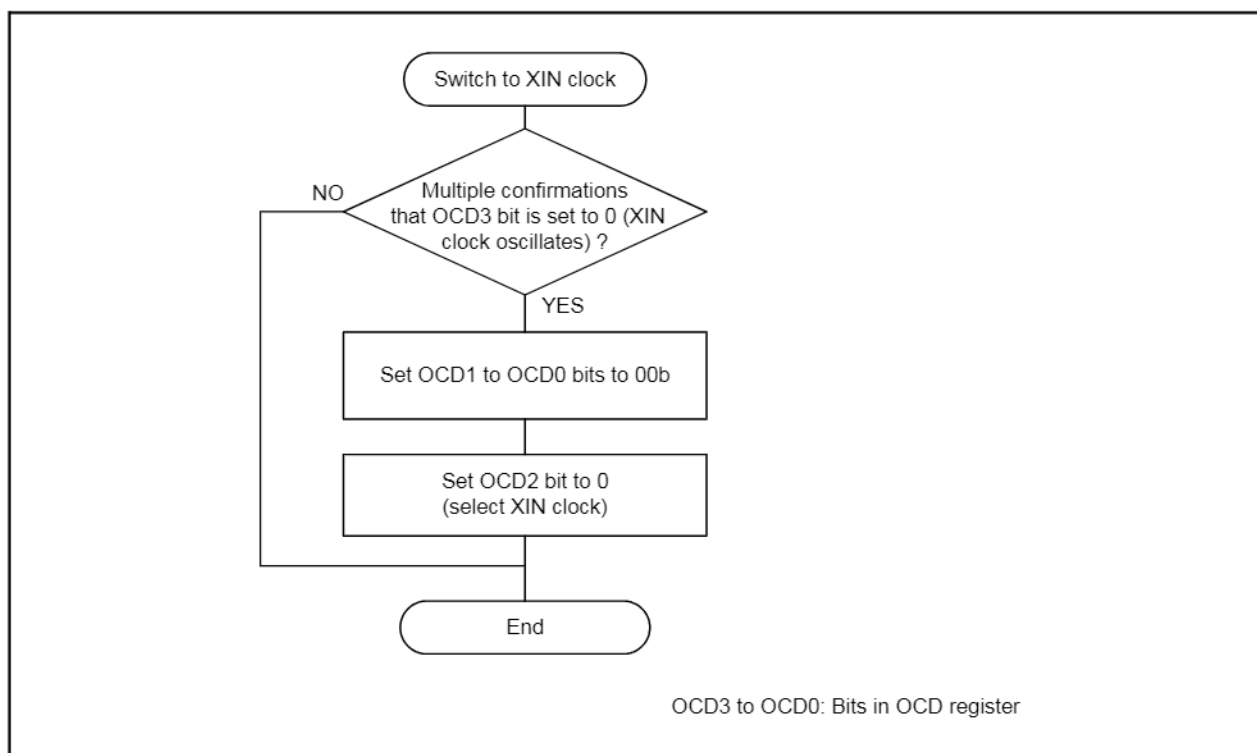 Switch to XIN clock
NO
Multiple confirmations
that OCD3 bit is set to 0 (XIN
clock oscillates) ?
YES
Set OCD1 to OCD0 bits to 00b
Set OCD2 bit to 0
(select XIN clock)
End
OCD3 to OCD0: Bits in OCD register